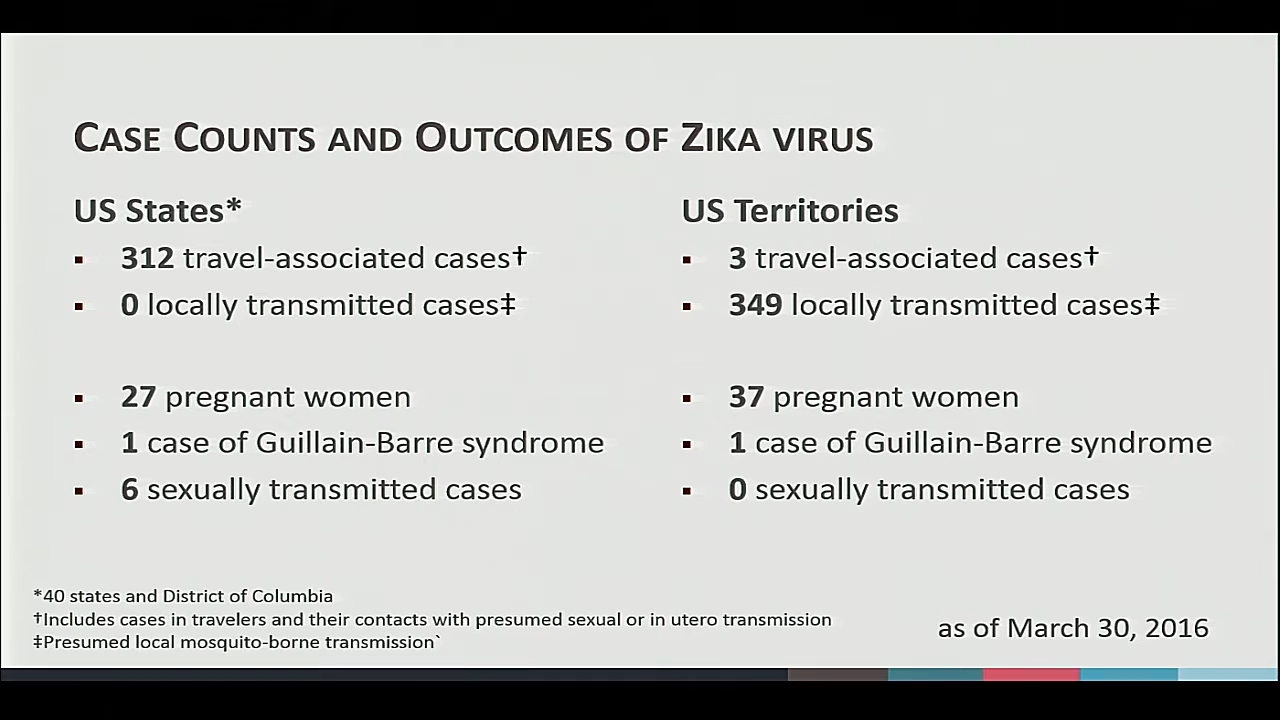 CASE COUNTS AND OUTCOMES OF ZIKA VIRUS
US States*
▪ 312 travel-associated cases†
▪ 0 locally transmitted cases‡
▪ 27 pregnant women
▪ 1 case of Guillain-Barre syndrome
▪ 6 sexually transmitted cases
US Territories
▪ 3 travel-associated cases†
▪ 349 locally transmitted cases‡
▪ 37 pregnant women
▪ 1 case of Guillain-Barre syndrome
▪ 0 sexually transmitted cases
*40 states and District of Columbia
†Includes cases in travelers and their contacts with presumed sexual or in utero transmission
‡Presumed local mosquito-borne transmission`
as of March 30, 2016